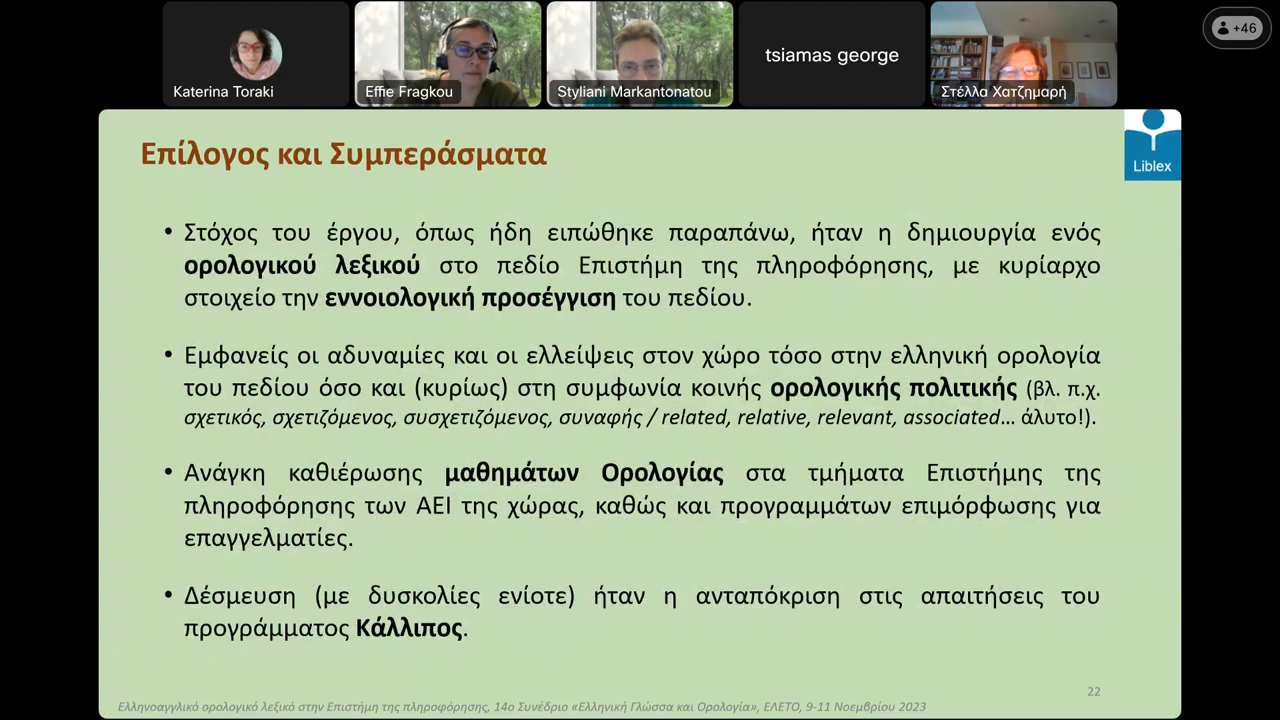 Katerina Toraki
Effie Fragkou
Styliani Markantonatou
tsiamas george
Στέλλα Χατζημαρή
+46
Επίλογος και Συμπεράσματα
Liblex
• Στόχος του έργου, όπως ήδη ειπώθηκε παραπάνω, ήταν η δημιουργία ενός
ορολογικού λεξικού στο πεδίο Επιστήμη της πληροφόρησης, με κυρίαρχο
στοιχείο την εννοιολογική προσέγγιση του πεδίου.
• Εμφανείς οι αδυναμίες και οι ελλείψεις στον χώρο τόσο στην ελληνική ορολογία
του πεδίου όσο και (κυρίως) στη συμφωνία κοινής ορολογικής πολιτικής (βλ. π.χ.
σχετικός, σχετιζόμενος, συσχετιζόμενος, συναφής / related, relative, relevant, associated… άλυτο!).
• Ανάγκη καθιέρωσης μαθημάτων Ορολογίας στα τμήματα Επιστήμης της
πληροφόρησης των ΑΕΙ της χώρας, καθώς και προγραμμάτων επιμόρφωσης για
επαγγελματίες.
• Δέσμευση (με δυσκολίες ενίοτε) ήταν η ανταπόκριση στις απαιτήσεις του
προγράμματος Κάλλιπος.
22
Ελληνοαγγλικό ορολογικό λεξικό στην Επιστήμη της πληροφόρησης, 14ο Συνέδριο «Ελληνική Γλώσσα και Ορολογία», ΕΛΕΤΟ, 9-11 Νοεμβρίου 2023